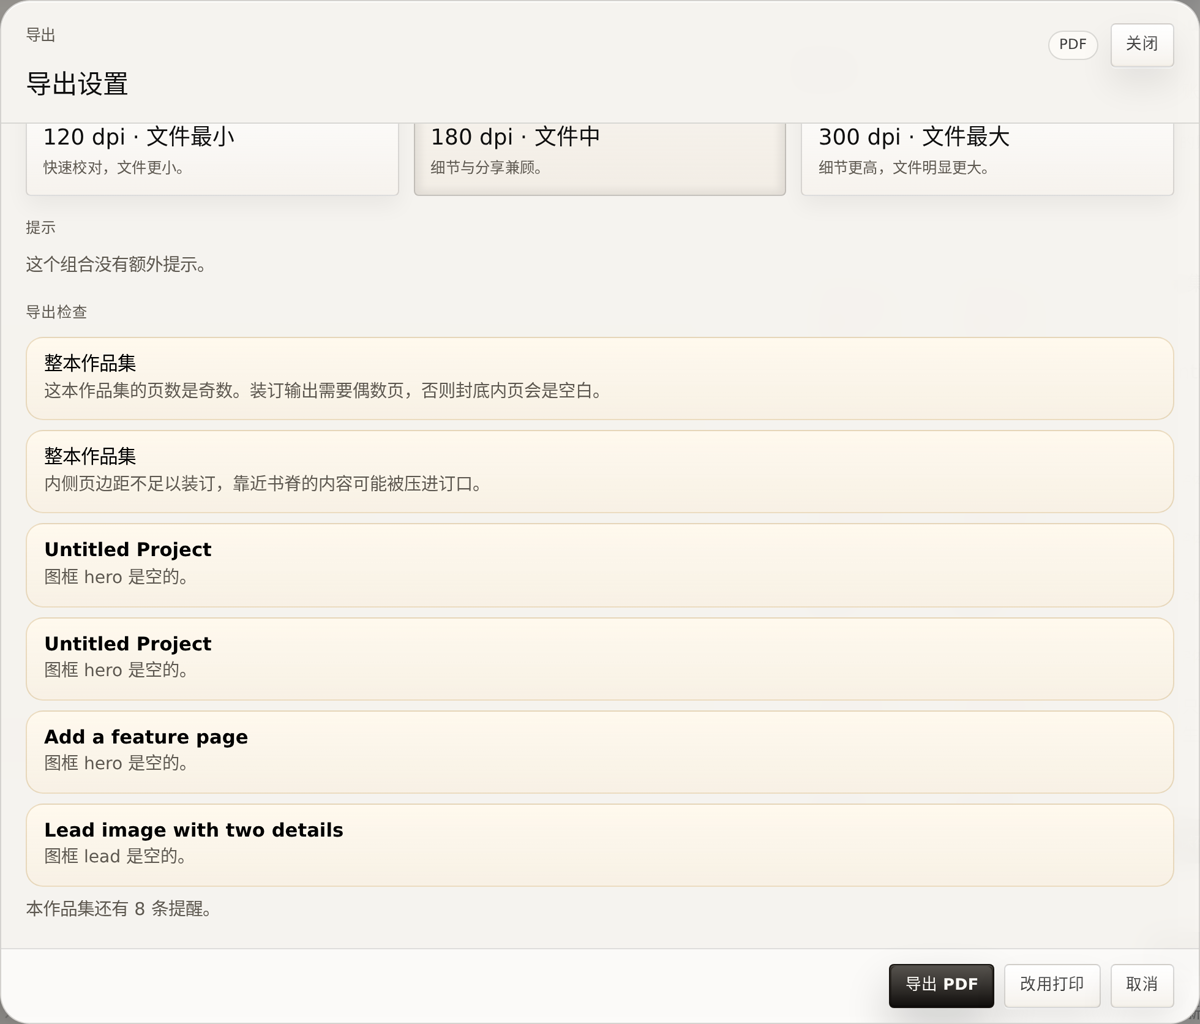 导出
导出设置
PDF
关闭
120 dpi · 文件最小
快速校对，文件更小。
180 dpi · 文件中
细节与分享兼顾。
300 dpi · 文件最大
细节更高，文件明显更大。
提示
这个组合没有额外提示。
导出检查
整本作品集
这本作品集的页数是奇数。装订输出需要偶数页，否则封底内页会是空白。
整本作品集
内侧页边距不足以装订，靠近书脊的内容可能被压进订口。
Untitled Project
图框 hero 是空的。
Untitled Project
图框 hero 是空的。
Add a feature page
图框 hero 是空的。
Lead image with two details
图框 lead 是空的。
本作品集还有 8 条提醒。
导出 PDF
改用打印
取消